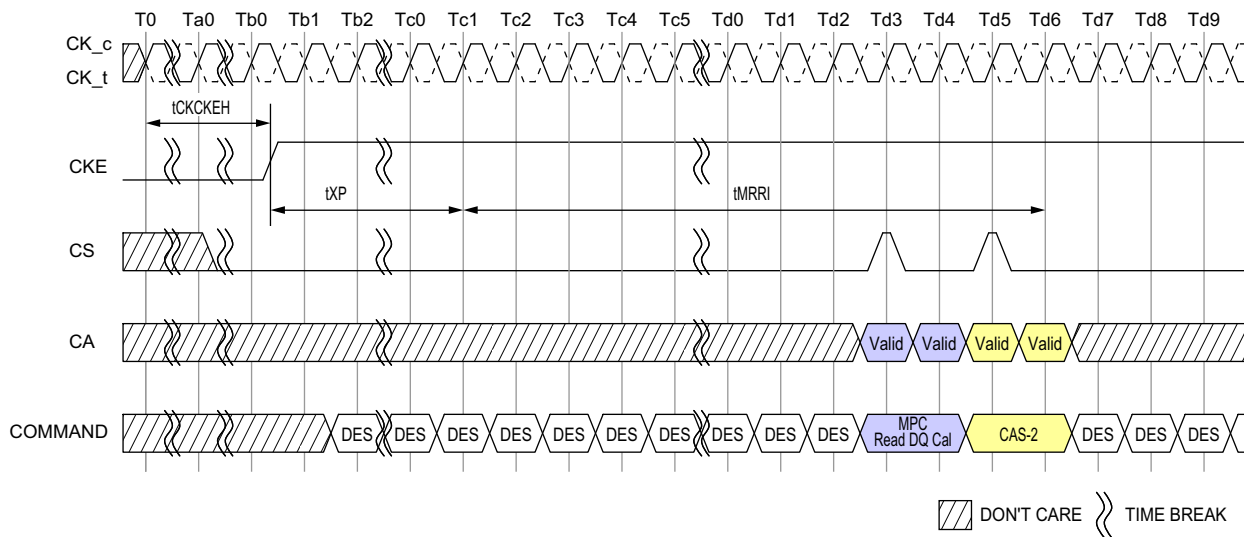 T0 Ta0 Tb0 Tb1 Tb2 Tc0 Tc1 Tc2 Tc3 Tc4 Tc5 Td0 Td1 Td2 Td3 Td4 Td5 Td6 Td7 Td8 Td9
CK_c
CK_t
tCKCKEH
CKE
tXP tMRRI
CS
CA Valid Valid Valid Valid
COMMAND DES DES DES DES DES DES DES DES DES DES MPC Read DQ Cal CAS-2 DES DES DES
DON'T CARE TIME BREAK